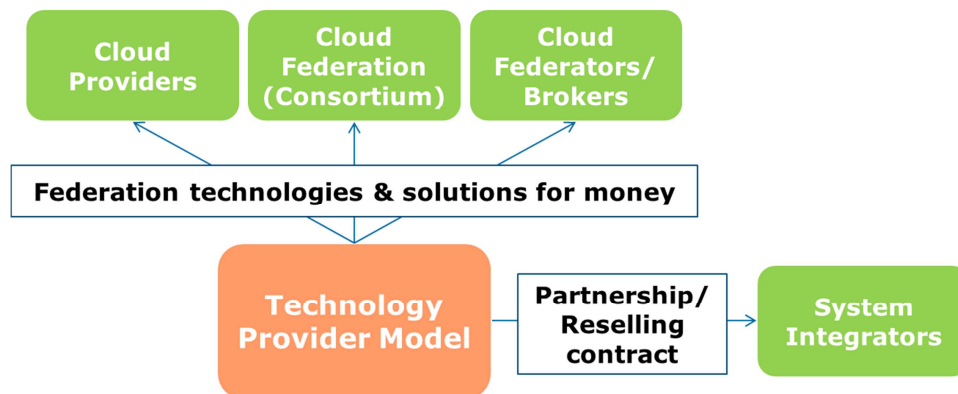 Cloud
Providers
Cloud
Federation
(Consortium)
Cloud
Federators/
Brokers
Federation technologies & solutions for money
Technology
Provider Model
Partnership/
Reselling
contract
System
Integrators